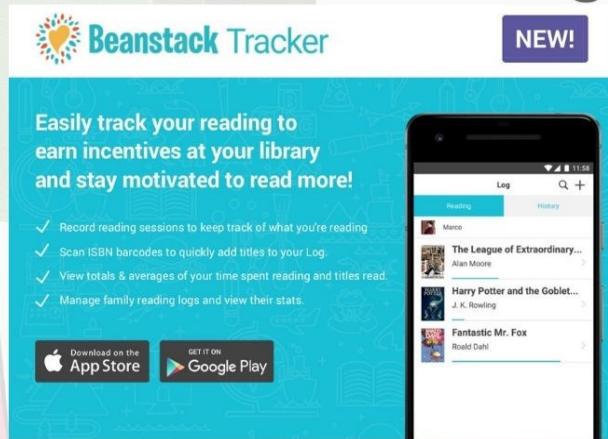 Beanstack Tracker
NEW!
Easily track your reading to
earn incentives at your library
and stay motivated to read more!
✓ Record reading sessions to keep track of what you're reading
✓ Scan ISBN barcodes to quickly add titles to your Log.
✓ View totals & averages of your time spent reading and titles read.
✓ Manage family reading logs and view their stats.
Download on the
App Store
GET IT ON
Google Play
11:58
Log
Reading
History
Marco
The League of Extraordinary...
Alan Moore
Harry Potter and the Goblet...
J. K. Rowling
Fantastic Mr. Fox
Roald Dahl